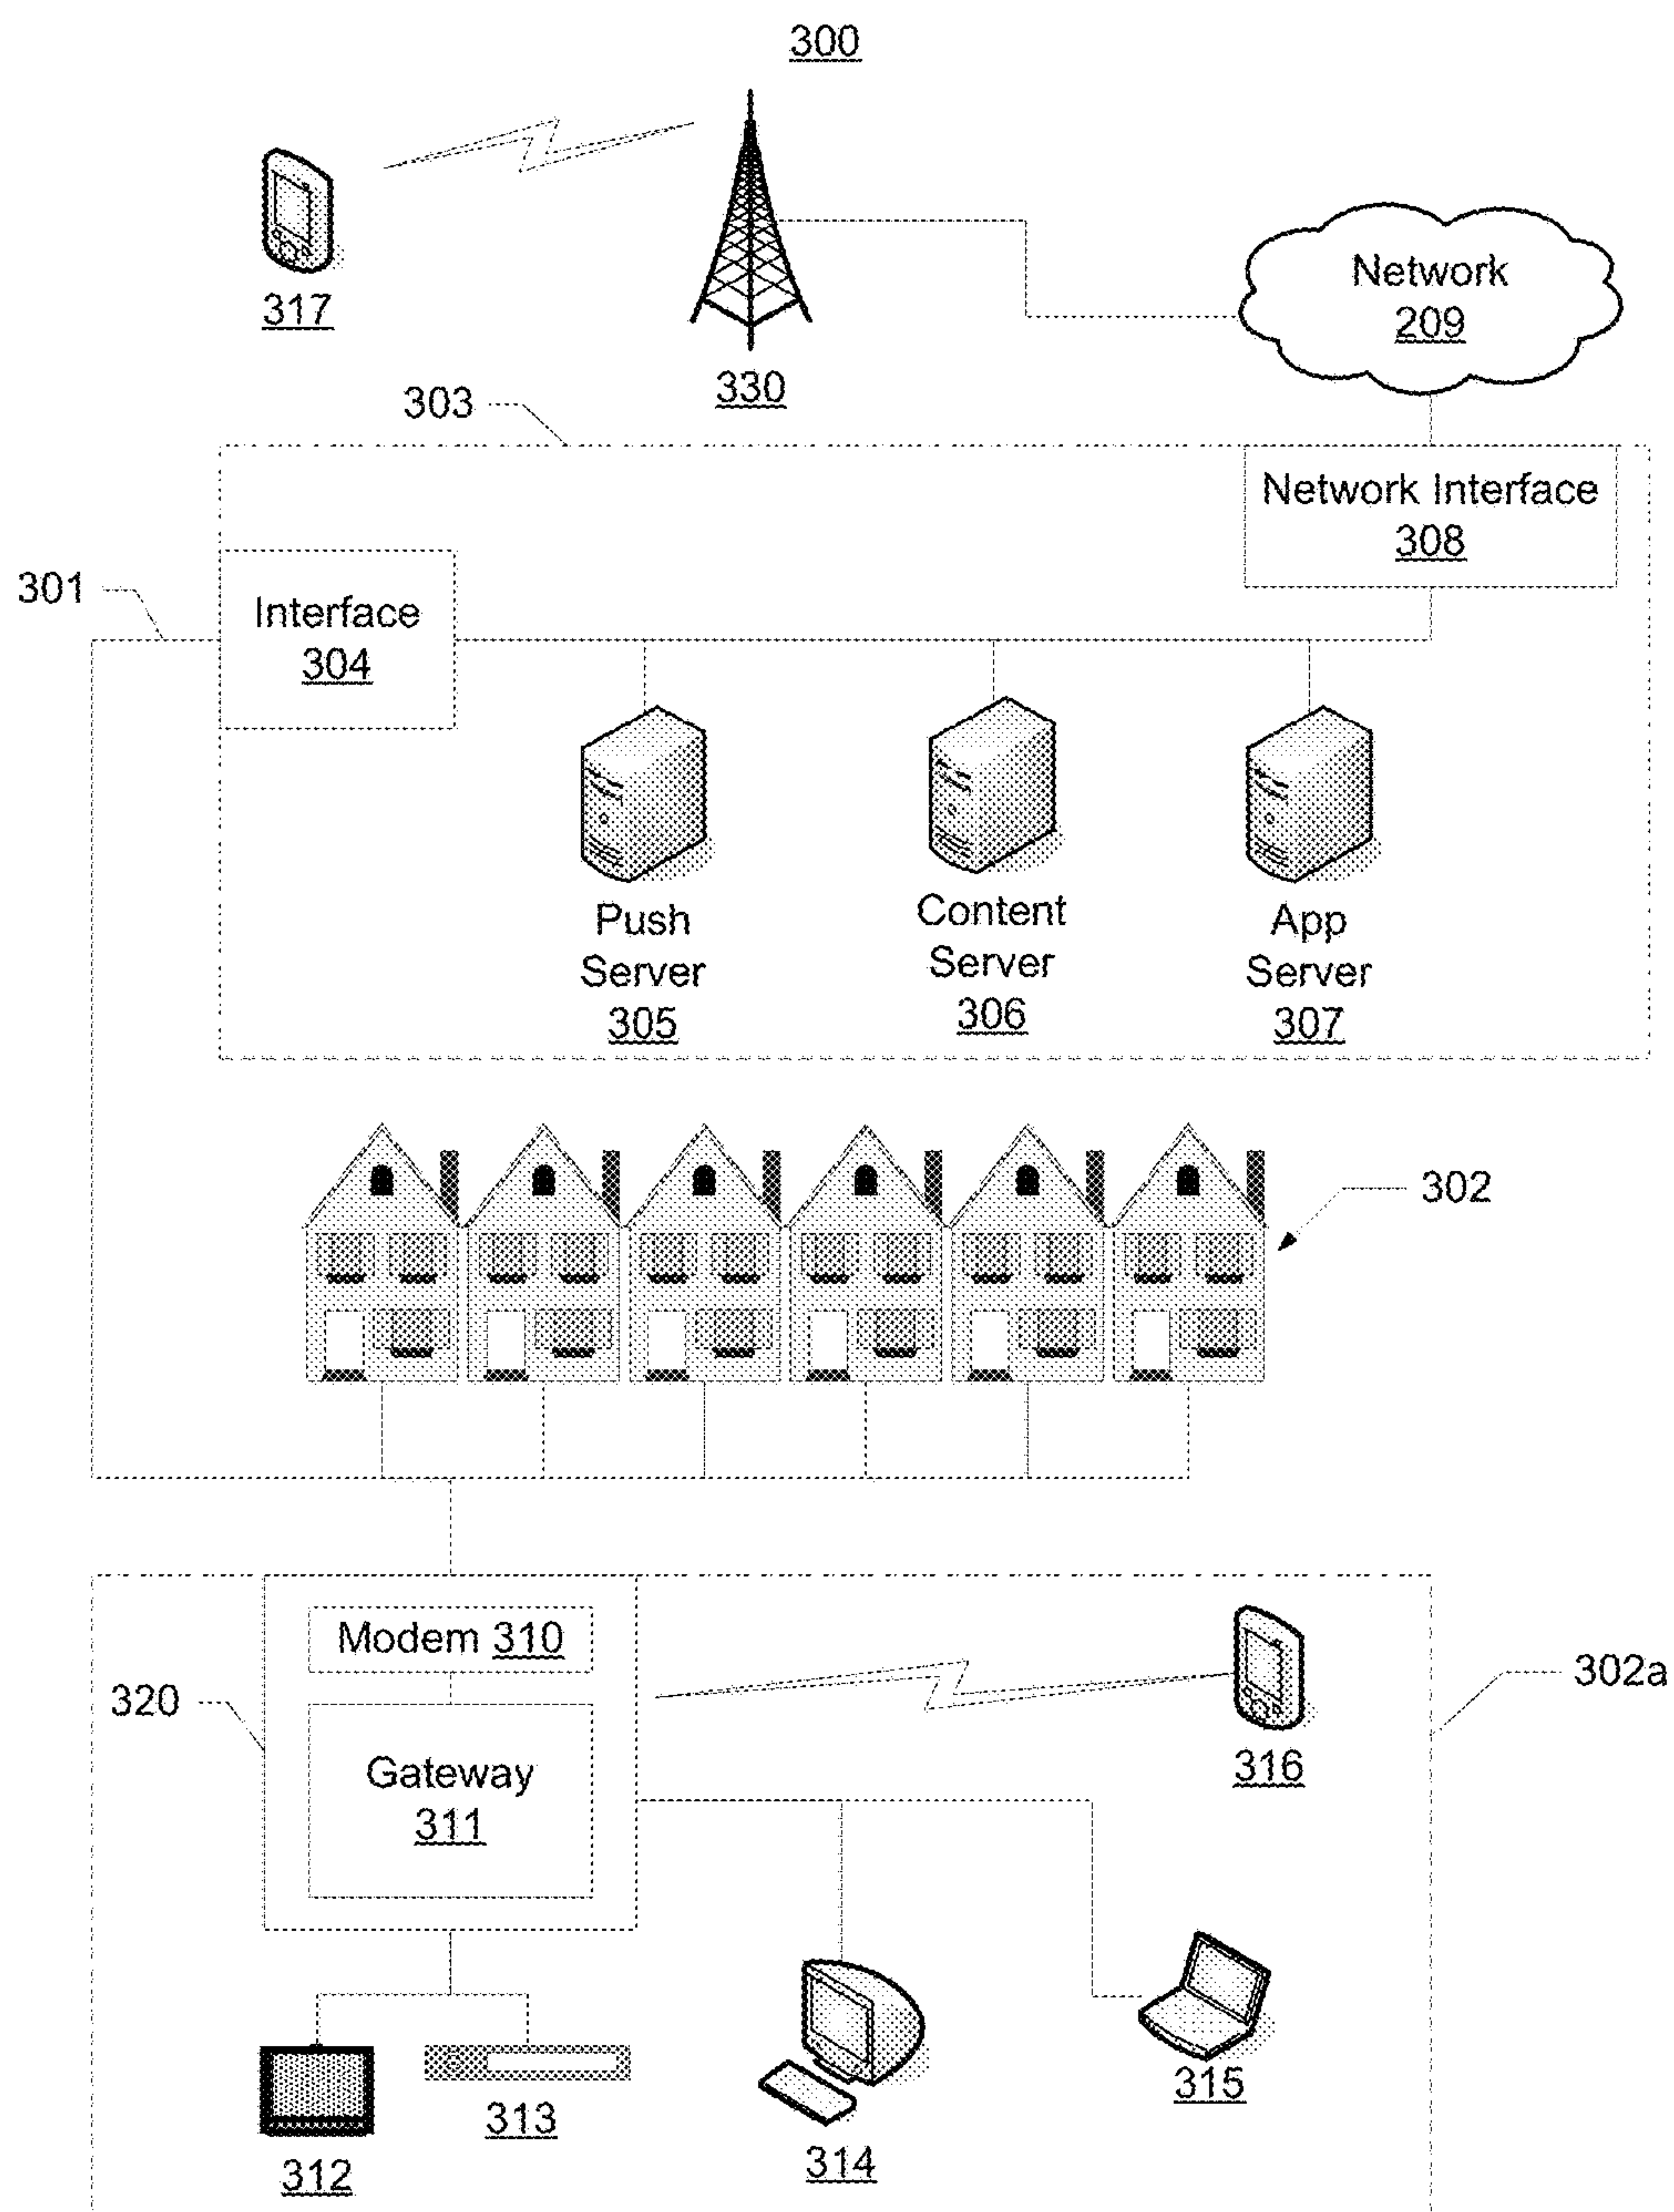 300
317
330
Network
209
303
Network Interface
308
301
Interface
304
Push
Server
305
Content
Server
306
App
Server
307
302
Modem 310
320
302a
Gateway
311
316
312
313
314
315